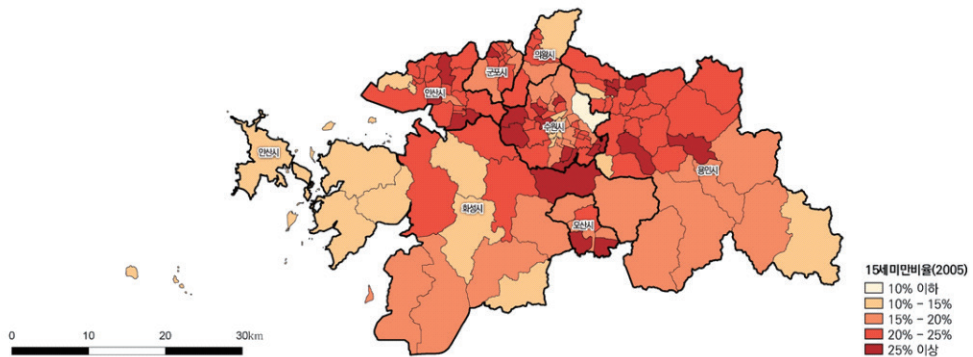 의왕시
군포시
안산시
수원시
안산시
용인시
화성시
오산시
15세미만비율(2005)
10% 이하
10% - 15%
15% - 20%
20% - 25%
25% 이상
0 10 20 30km